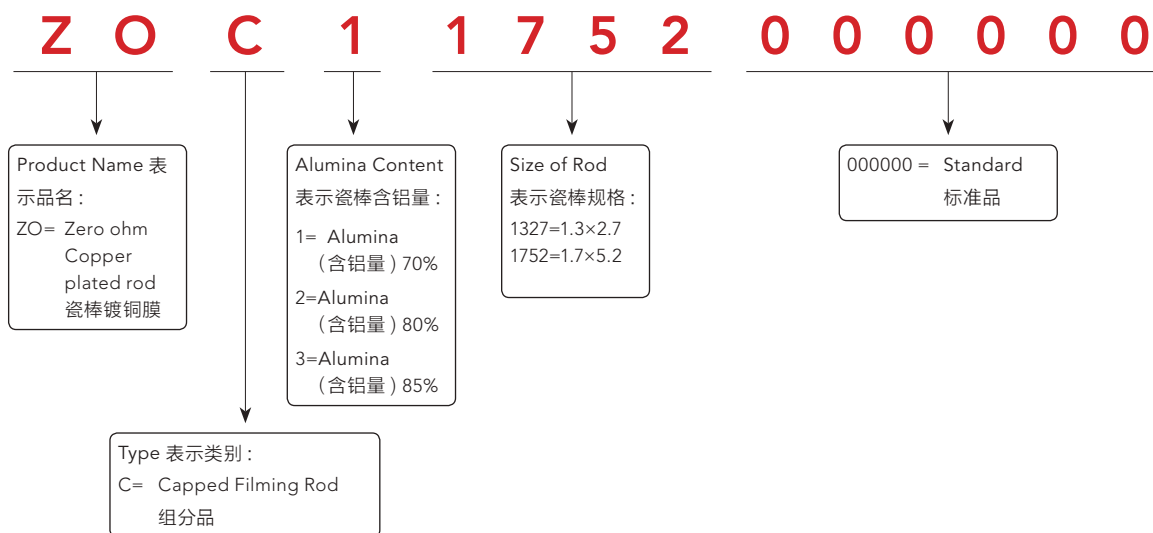 Z O C 1 1 7 5 2 0 0 0 0 0 0
Product Name 表
示品名 :
ZO= Zero ohm
Copper
plated rod
瓷棒镀铜膜
Alumina Content
表示瓷棒含铝量 :
1= Alumina
(含铝量 ) 70%
2=Alumina
(含铝量 ) 80%
3=Alumina
(含铝量 ) 85%
Size of Rod
表示瓷棒规格 :
1327=1.3×2.7
1752=1.7×5.2
000000 = Standard
标准品
Type 表示类别 :
C= Capped Filming Rod
组分品